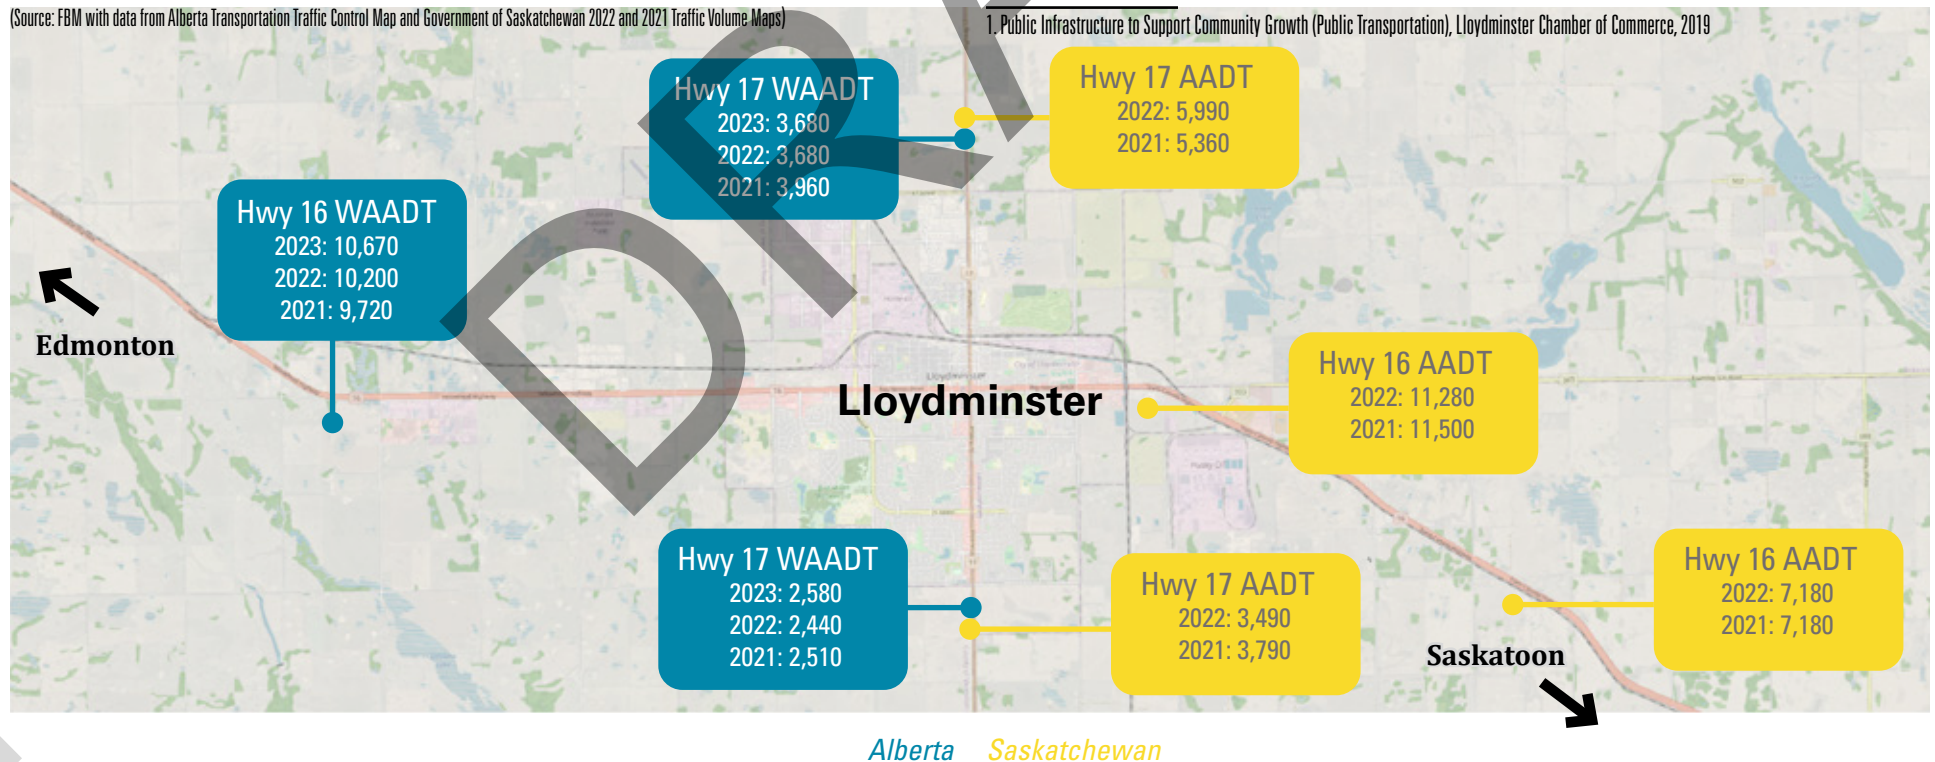 (Source: FBM with data from Alberta Transportation Traffic Control Map and Government of Saskatchewan 2022 and 2021 Traffic Volume Maps)
1. Public Infrastructure to Support Community Growth (Public Transportation), Lloydminster Chamber of Commerce, 2019
Hwy 17 WAADT
2023: 3,680
2022: 3,680
2021: 3,960
Hwy 17 AADT
2022: 5,990
2021: 5,360
Hwy 16 WAADT
2023: 10,670
2022: 10,200
2021: 9,720
Edmonton
Lloydminster
Lloydminster
Hwy 16 AADT
2022: 11,280
2021: 11,500
Hwy 17 WAADT
2023: 2,580
2022: 2,440
2021: 2,510
Hwy 17 AADT
2022: 3,490
2021: 3,790
Saskatoon
Hwy 16 AADT
2022: 7,180
2021: 7,180
Alberta Saskatchewan